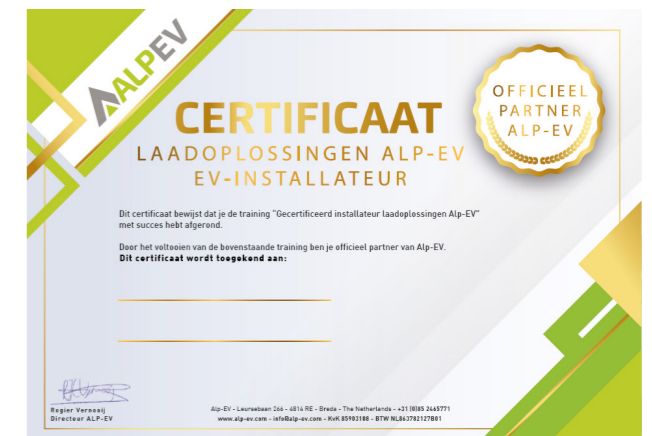 ALPEV
OFFICIEEL
PARTNER
ALP-EV
CERTIFICAAT
LAADOPLOSSINGEN ALP-EV
EV-INSTALLATEUR
Dit certificaat bewijst dat je de training "Gecertificeerd installateur laadoplossingen Alp-EV"
met succes hebt afgerond.
Door het voltooien van de bovenstaande training ben je officieel partner van Alp-EV.
Dit certificaat wordt toegekend aan:
Rogier Vernooij
Directeur ALP-EV
Alp-EV - Leursebaan 266 - 4814 RE - Breda - The Netherlands - +31 (0)85 2465771
www.alp-ev.com - info@alp-ev.com - KvK 85903188 - BTW NL863782127B01